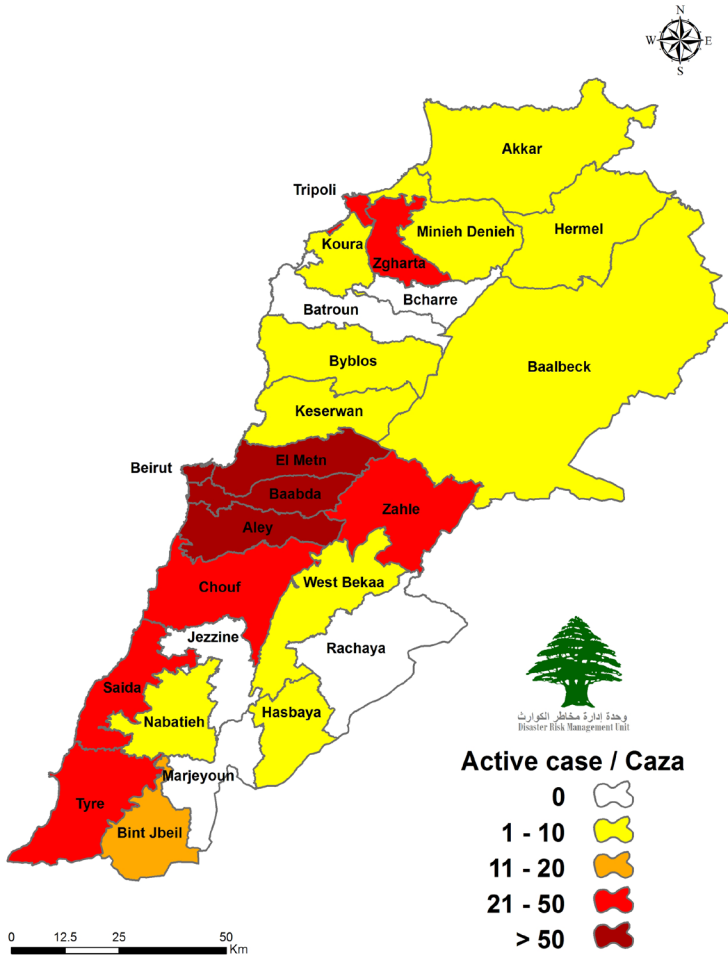 N
W E
S
Akkar
Tripoli
Minieh Denieh
Hermel
Koura
Zgharta
Bcharre
Batroun
Byblos
Baalbeck
Keserwan
El Metn
Beirut
Baabda
Zahle
Aley
West Bekaa
Chouf
Jezzine
Rachaya
Saida
Hasbaya
Nabatieh
Marjeyoun
Tyre
Bint Jbeil
وحدة إدارة مخاطر الكوارث
Disaster Risk Management Unit
Active case / Caza
0
1 - 10
11 - 20
21 - 50
> 50
0 12.5 25 50
Km